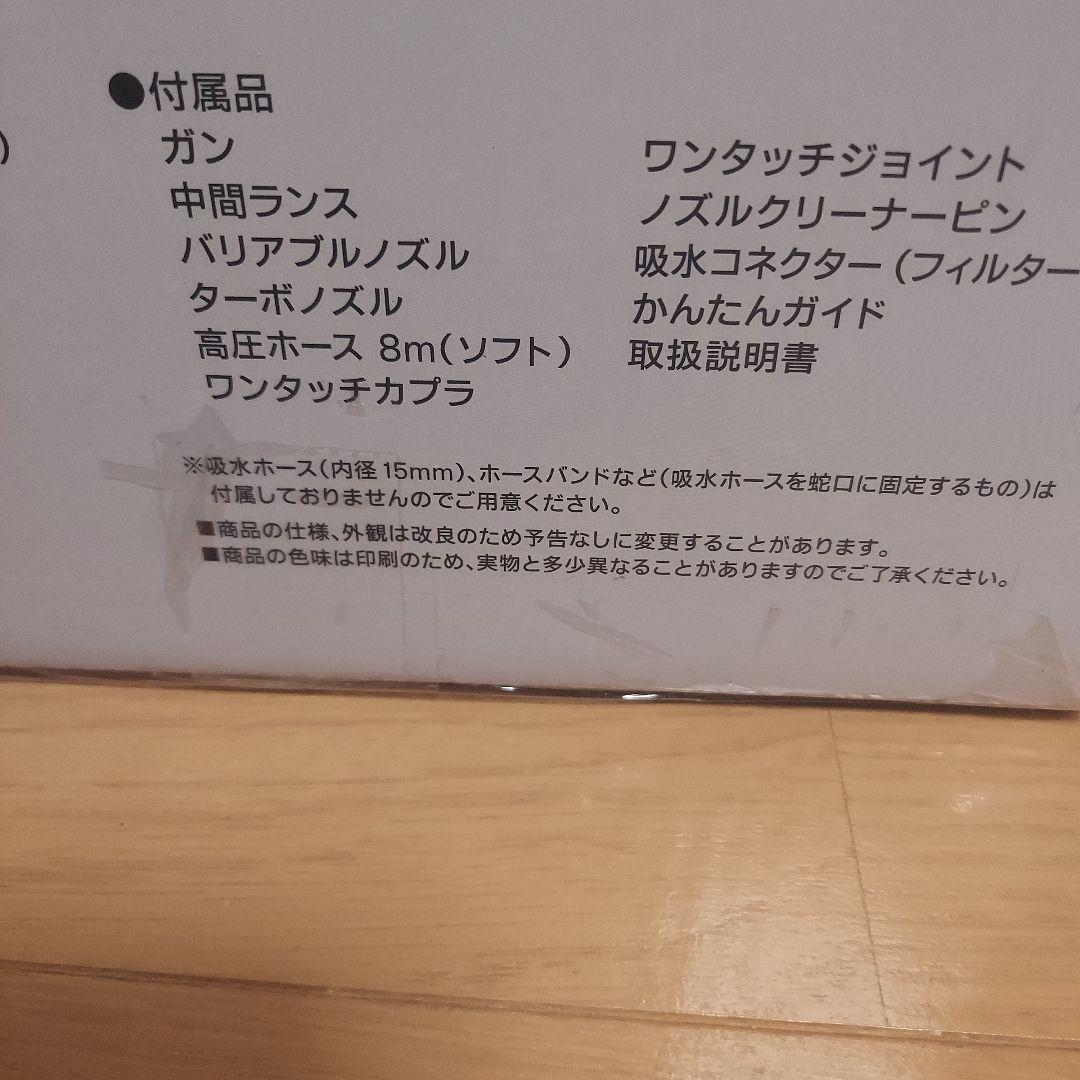 )
●付属品
ガン
中間ランス
バリアブルノズル
ターボノズル
高圧ホース 8m(ソフト)
ワンタッチカプラ
ワンタッチジョイント
ノズルクリーナーピン
吸水コネクター(フィルター
かんたんガイド
取扱説明書
※吸水ホース(内径15mm)、ホースバンドなど(吸水ホースを蛇口に固定するもの)は
付属しておりませんのでご用意ください。
■商品の仕様、外観は改良のため予告なしに変更することがあります。
■商品の色味は印刷のため、実物と多少異なることがありますのでご了承ください。